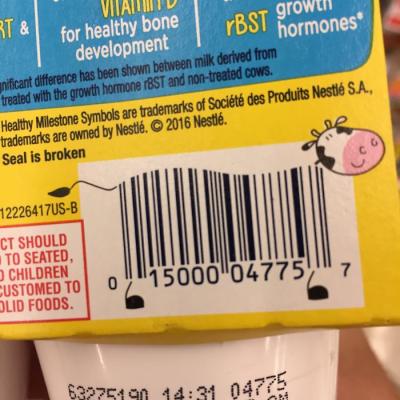 RT &
VITAMIN D
for healthy bone
development
growth
rBST hormones*
gnificant difference has been shown between milk derived from
treated with the growth hormone rBST and non-treated cows.
Healthy Milestone Symbols are trademarks of Société des Produits Nestlé S.A.,
trademarks are owned by Nestlé. © 2016 Nestlé.
Seal is broken
12226417US-B
CT SHOULD
D TO SEATED,
D CHILDREN
CUSTOMED TO
OLID FOODS.
0 15000 04775 7
63275190 14:31 04775